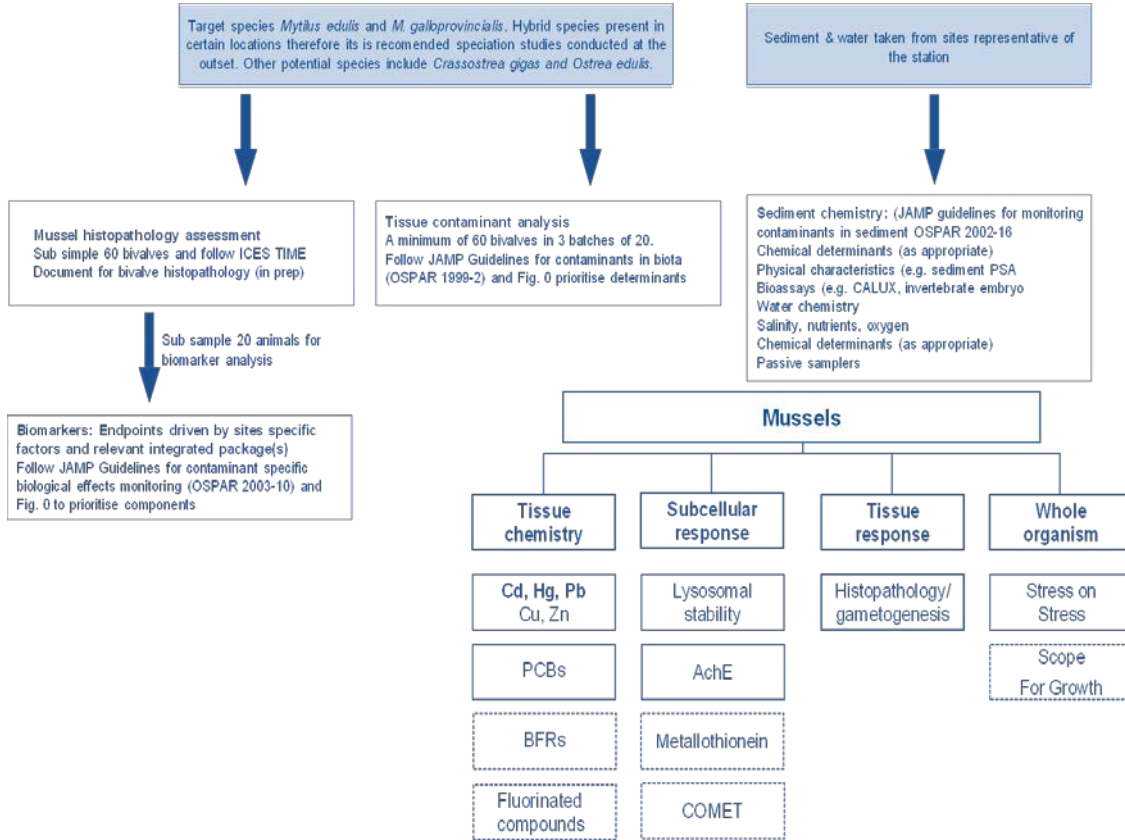 Target species Mytilus edulis and M. galloprovincialis. Hybrid species present in
certain locations therefore its is recomended speciation studies conducted at the
outset. Other potential species include Crassostrea gigas and Ostrea edulis.
Sediment & water taken from sites representative of
the station
Mussel histopathology assessment
Sub simple 60 bivalves and follow ICES TIME
Document for bivalve histopathology (in prep)
Tissue contaminant analysis
A minimum of 60 bivalves in 3 batches of 20.
Follow JAMP Guidelines for contaminants in biota
(OSPAR 1999-2) and Fig. 0 prioritise determinants
Sediment chemistry: (JAMP guidelines for monitoring
contaminants in sediment OSPAR 2002-16
Chemical determinants (as appropriate)
Physical characteristics (e.g. sediment PSA
Bioassays (e.g. CALUX, invertebrate embryo
Water chemistry
Salinity, nutrients, oxygen
Chemical determinants (as appropriate)
Passive samplers
Sub sample 20 animals for
biomarker analysis
Biomarkers: Endpoints driven by sites specific
factors and relevant integrated package(s)
Follow JAMP Guidelines for contaminant specific
biological effects monitoring (OSPAR 2003-10) and
Fig. 0 to prioritise components
Mussels
Tissue
chemistry
Subcellular
response
Tissue
response
Whole
organism
Cd, Hg, Pb
Cu, Zn
Lysosomal
stability
Histopathology/
gametogenesis
Stress on
Stress
PCBs
AchE
Scope
For Growth
BFRs
Metallothionein
Fluorinated
compounds
COMET